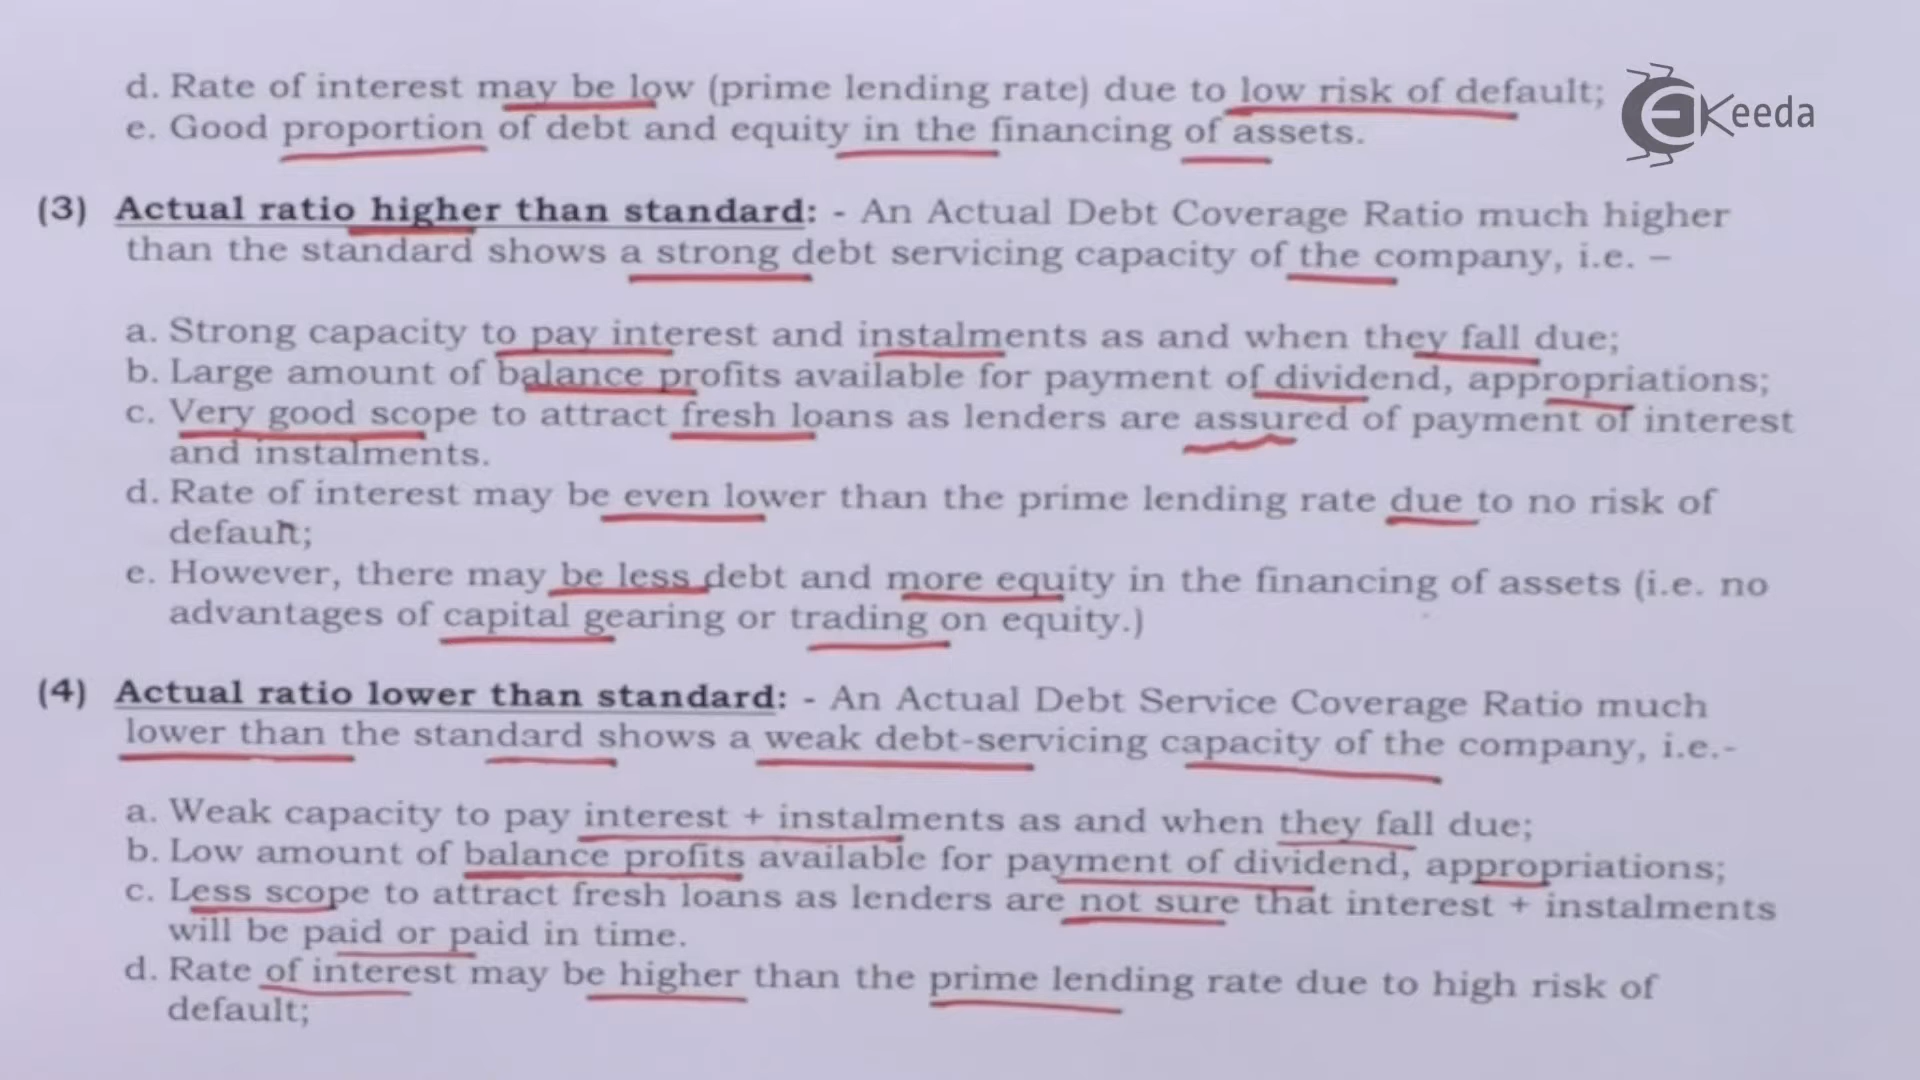 d. Rate of interest may be low (prime lending rate) due to low risk of default;
e. Good proportion of debt and equity in the financing of assets.
Keeda
(3) Actual ratio higher than standard: - An Actual Debt Coverage Ratio much higher
than the standard shows a strong debt servicing capacity of the company, i.e. –
a. Strong capacity to pay interest and instalments as and when they fall due;
b. Large amount of balance profits available for payment of dividend, appropriations;
c. Very good scope to attract fresh loans as lenders are assured of payment of interest
and instalments.
d. Rate of interest may be even lower than the prime lending rate due to no risk of
default;
e. However, there may be less debt and more equity in the financing of assets (i.e. no
advantages of capital gearing or trading on equity.)
(4) Actual ratio lower than standard: - An Actual Debt Service Coverage Ratio much
lower than the standard shows a weak debt-servicing capacity of the company, i.e.-
a. Weak capacity to pay interest + instalments as and when they fall due;
b. Low amount of balance profits available for payment of dividend, appropriations;
c. Less scope to attract fresh loans as lenders are not sure that interest + instalments
will be paid or paid in time.
d. Rate of interest may be higher than the prime lending rate due to high risk of
default;